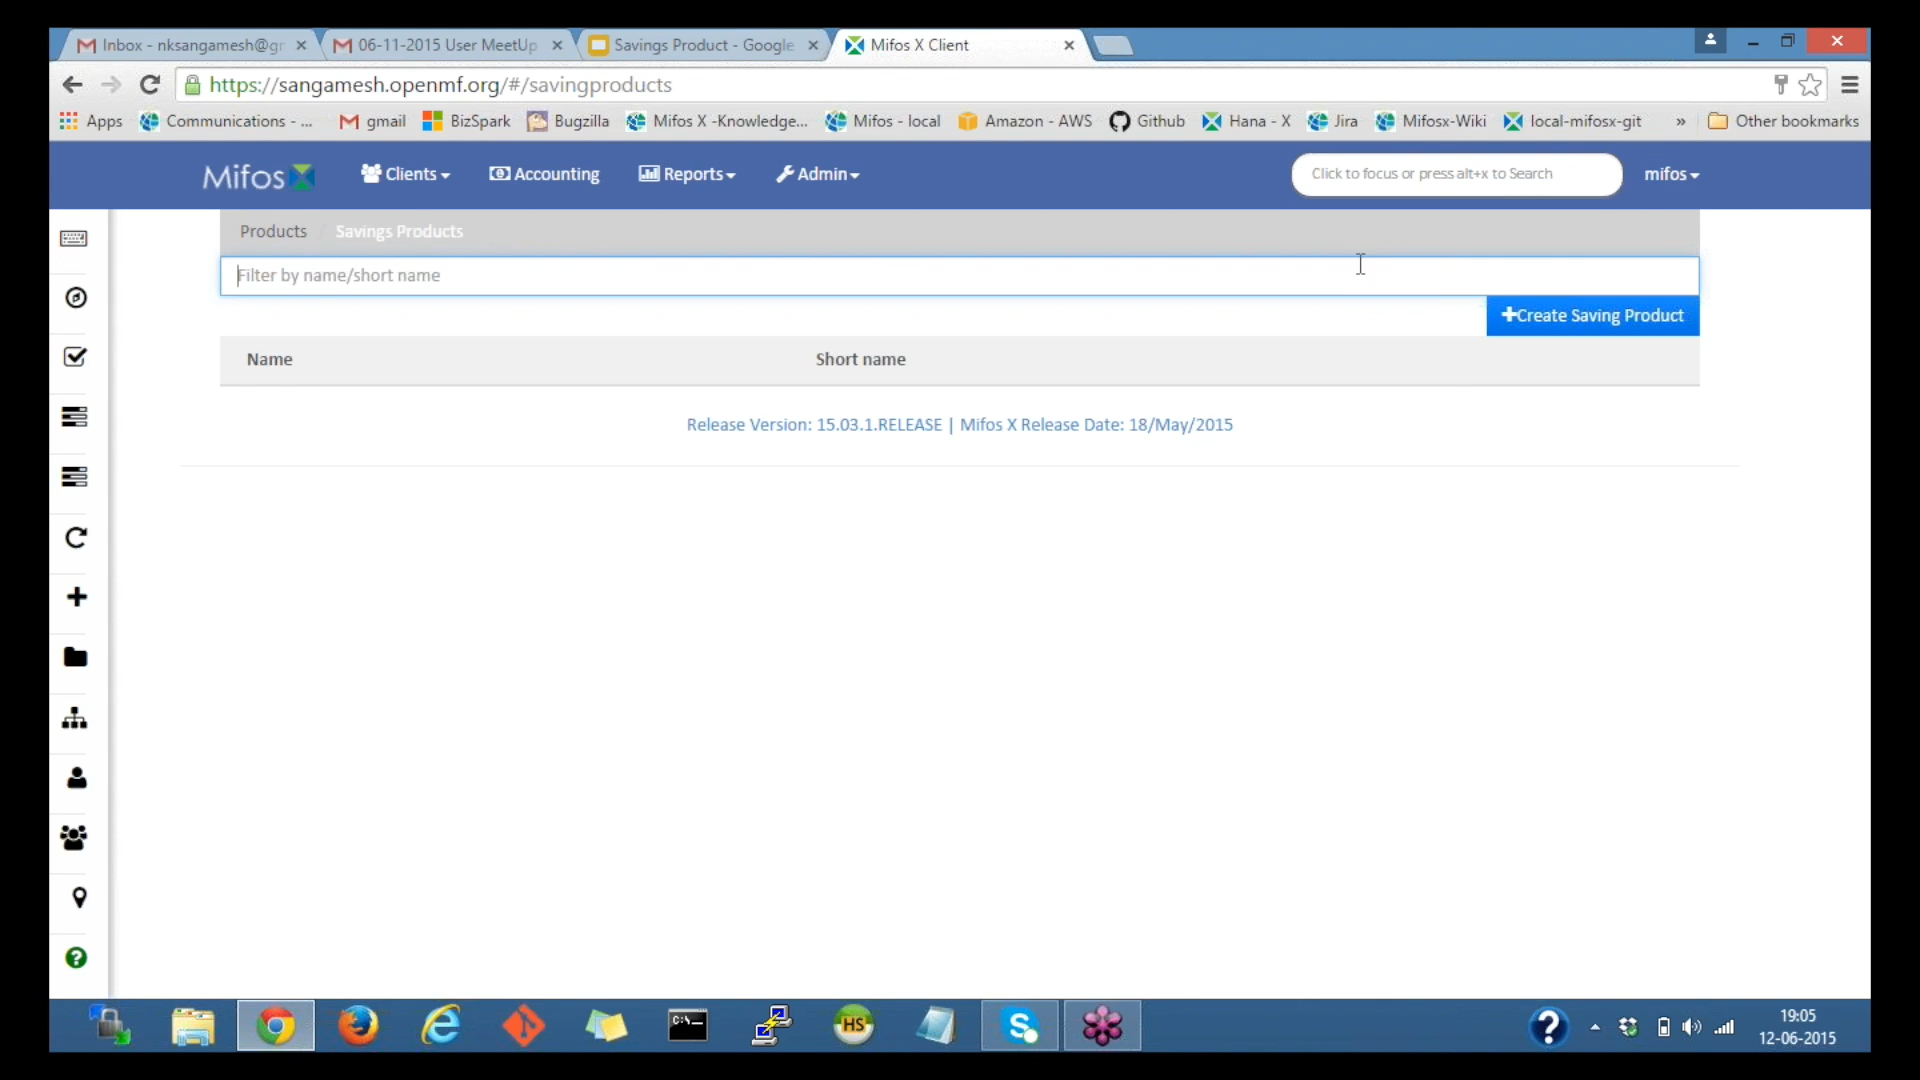 Inbox - nksangamesh@gr
06-11-2015 User MeetUp
Savings Product - Google
Mifos X Client
https://sangamesh.openmf.org/#/savingproducts
Apps
Communications - ...
gmail
BizSpark
Bugzilla
Mifos X -Knowledge...
Mifos - local
Amazon - AWS
Github
Hana - X
Jira
Mifosx-Wiki
local-mifosx-git
»
Other bookmarks
Mifos
Clients
Accounting
Reports
Admin
Click to focus or press alt+x to Search
mifos
Products / Savings Products
Filter by name/short name
Create Saving Product
Name Short name
Release Version: 15.03.1.RELEASE | Mifos X Release Date: 18/May/2015
C:\_
HS
19:05
12-06-2015